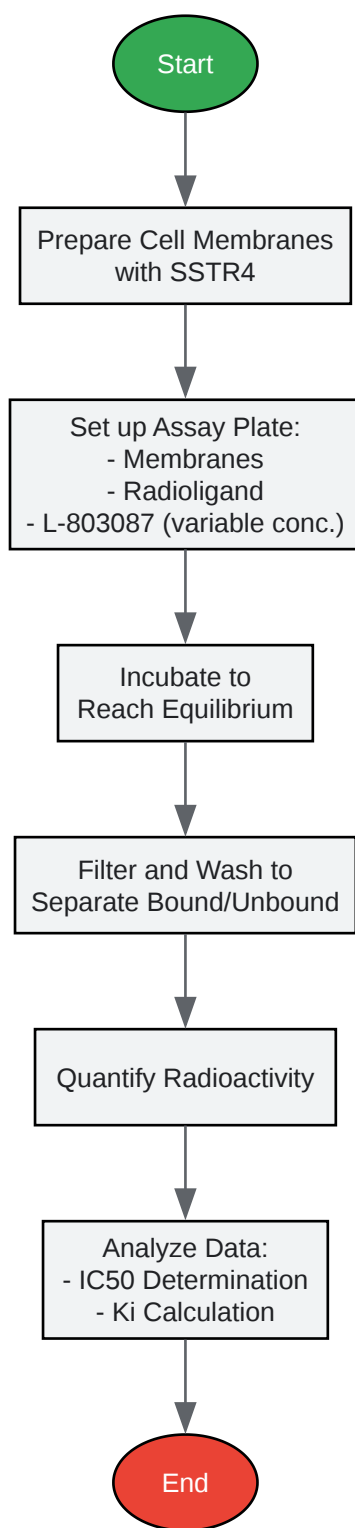 Start
Prepare Cell Membranes
with SSTR4
Set up Assay Plate:
- Membranes
- Radioligand
- L-803087 (variable conc.)
Incubate to
Reach Equilibrium
Filter and Wash to
Separate Bound/Unbound
Quantify Radioactivity
Analyze Data:
- IC50 Determination
- Ki Calculation
End